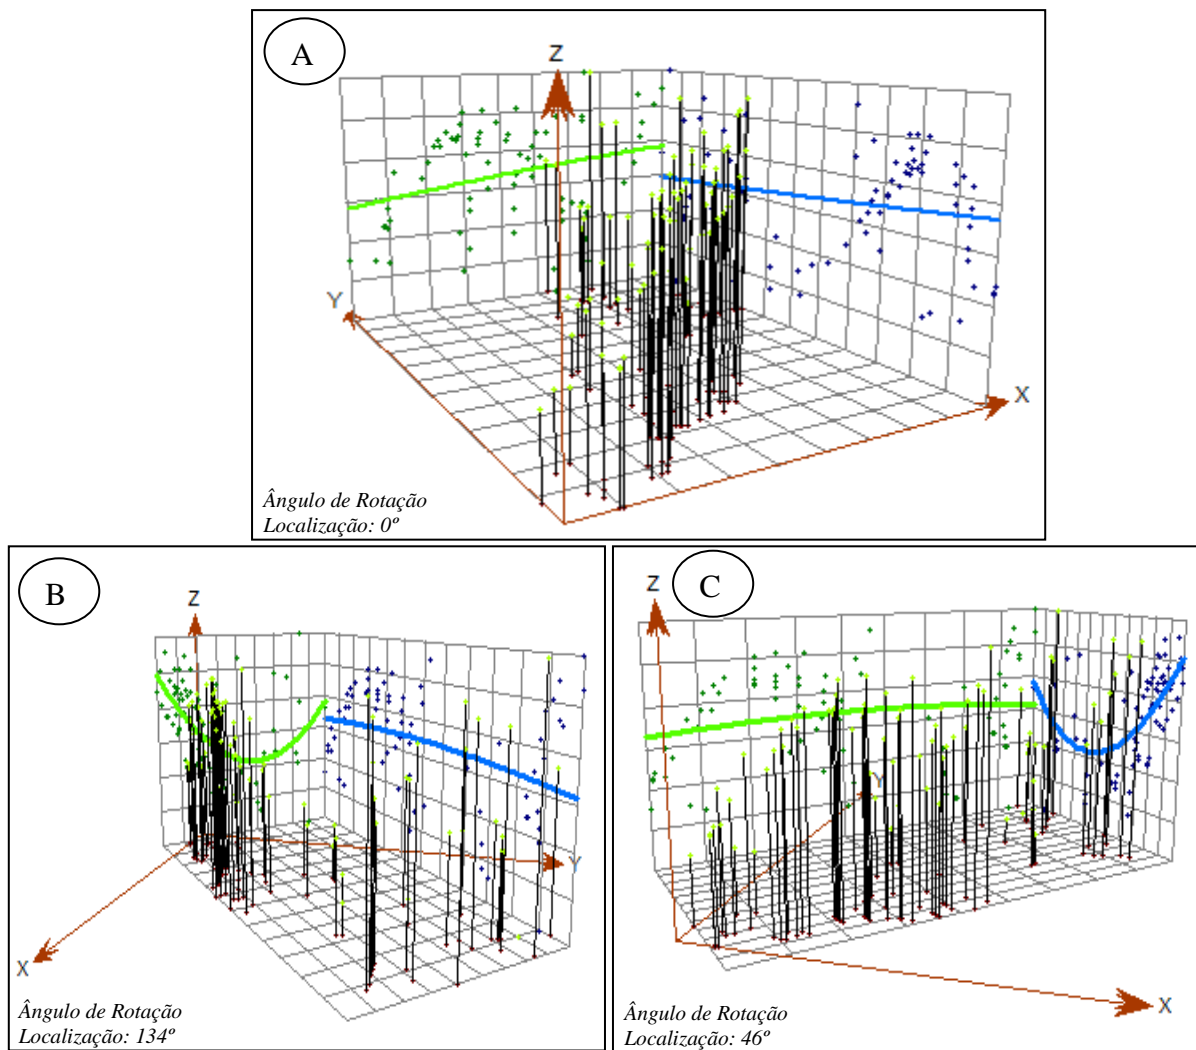 A
Z
Y
X
Ângulo de Rotação
Localização: 0º
B
Z
Y
X
Ângulo de Rotação
Localização: 134º
C
Z
Y
X
Ângulo de Rotação
Localização: 46º